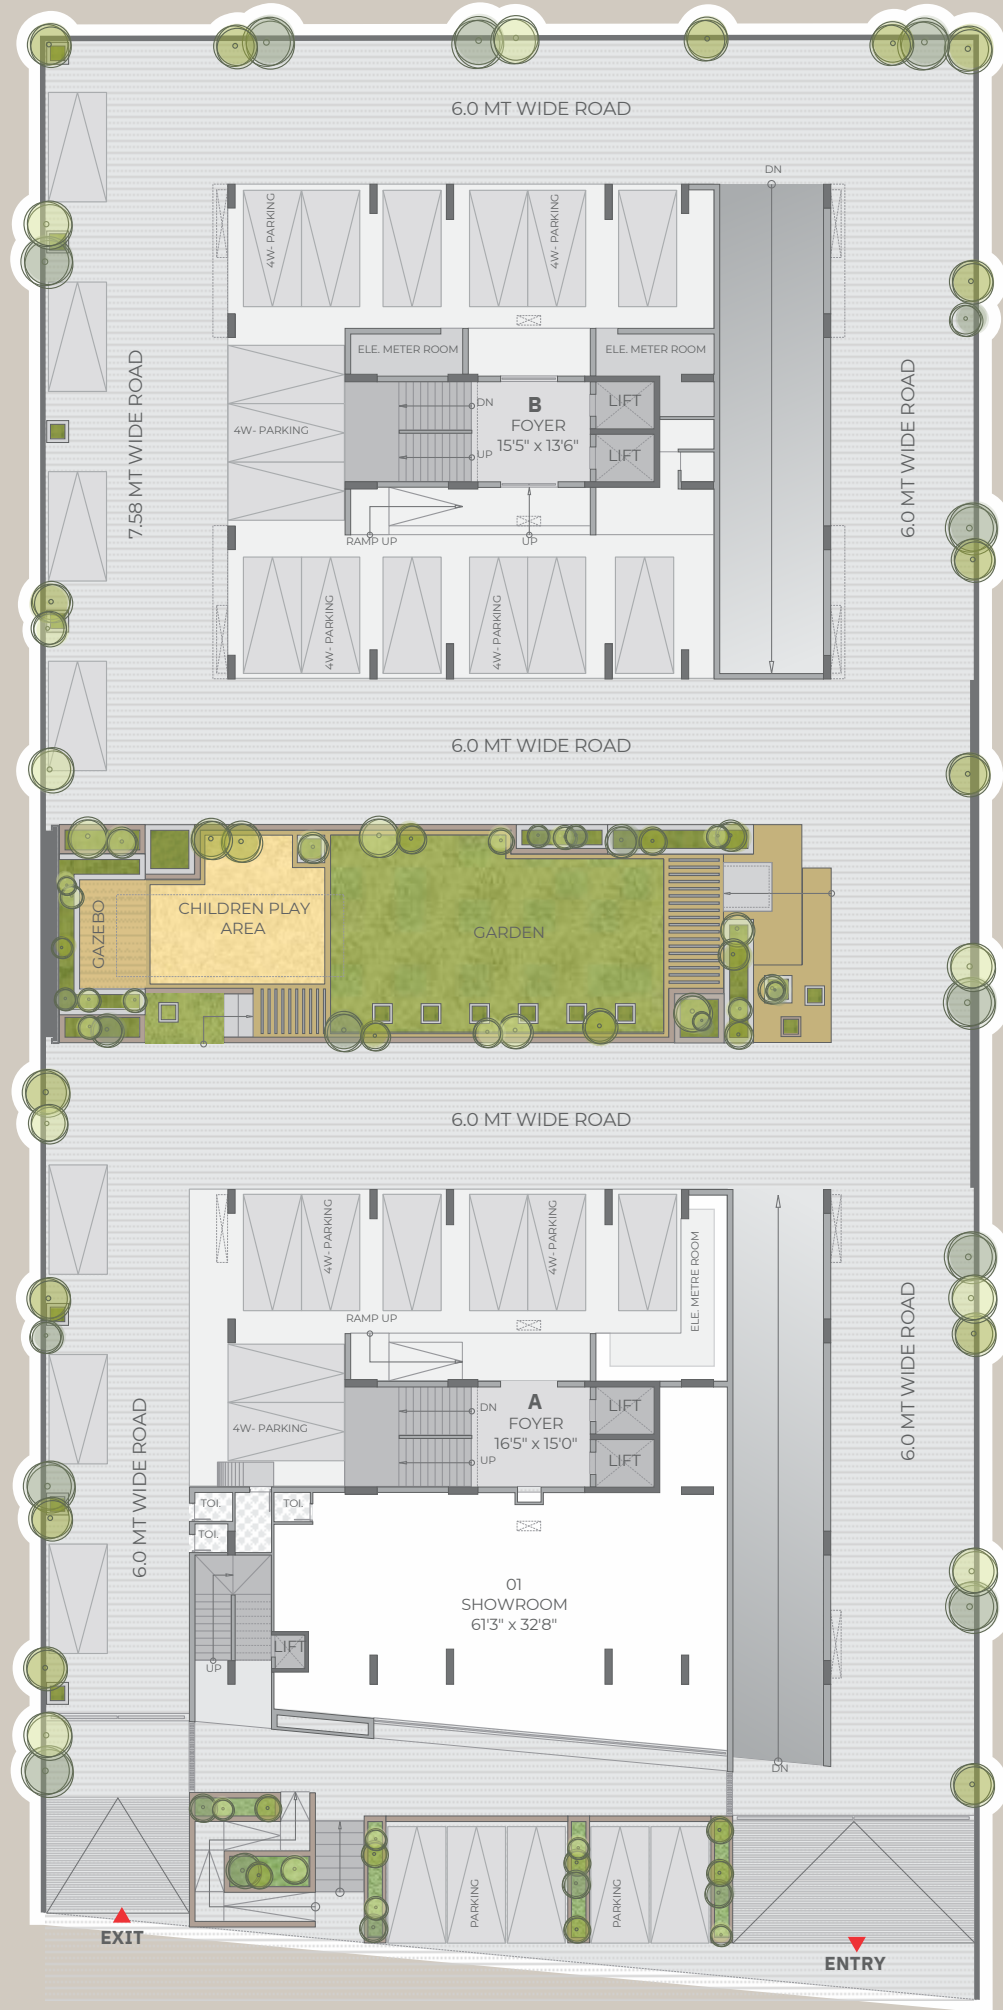 6.0 MT WIDE ROAD
DN
4W- PARKING
4W- PARKING
ELE. METER ROOM
ELE. METER ROOM
7.58 MT WIDE ROAD
6.0 MT WIDE ROAD
4W- PARKING
DN
UP
B
FOYER
15'5" x 13'6"
LIFT
LIFT
RAMP UP
UP
4W- PARKING
4W- PARKING
6.0 MT WIDE ROAD
GAZEBO
CHILDREN PLAY
AREA
GARDEN
6.0 MT WIDE ROAD
4W- PARKING
4W- PARKING
ELE. METRE ROOM
RAMP UP
6.0 MT WIDE ROAD
6.0 MT WIDE ROAD
4W- PARKING
DN
UP
A
FOYER
16'5" x 15'0"
LIFT
LIFT
TOI.
TOI.
TOI.
01
SHOWROOM
61'3" x 32'8"
LIFT
UP
DN
PARKING
PARKING
EXIT
ENTRY